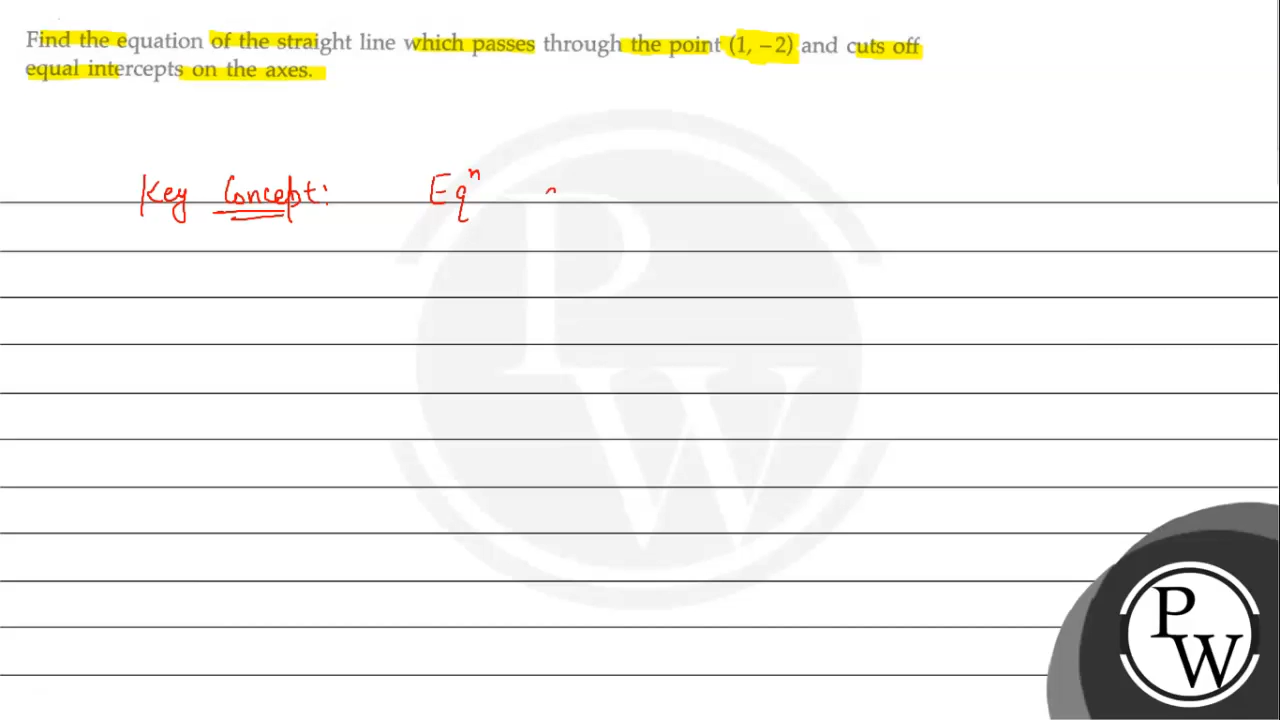 Find the equation of the straight line which passes through the point (1, −2) and cuts off
equal intercepts on the axes.
Key Concept: Eqⁿ
P
W
P
W